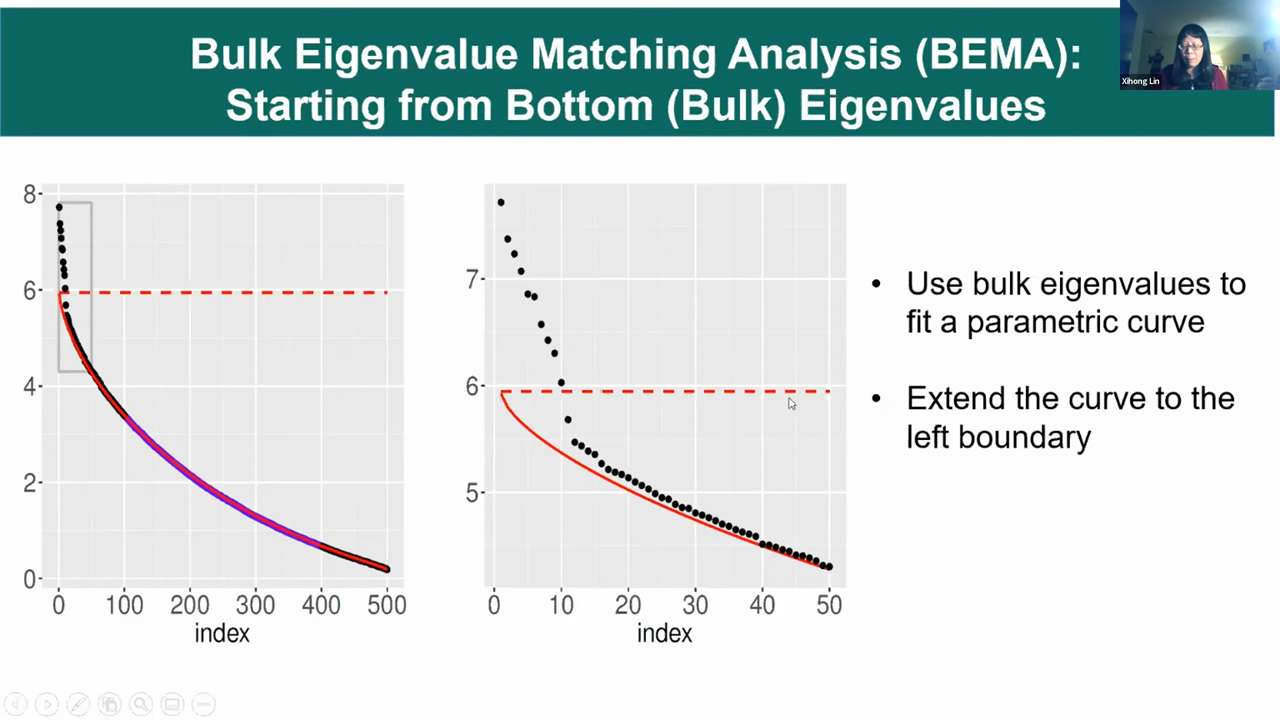 Bulk Eigenvalue Matching Analysis (BEMA):
Starting from Bottom (Bulk) Eigenvalues
Xihong Lin
8
6
4
2
0
0 100 200 300 400 500
index
7
6
5
0 10 20 30 40 50
index
• Use bulk eigenvalues to
fit a parametric curve
• Extend the curve to the
left boundary